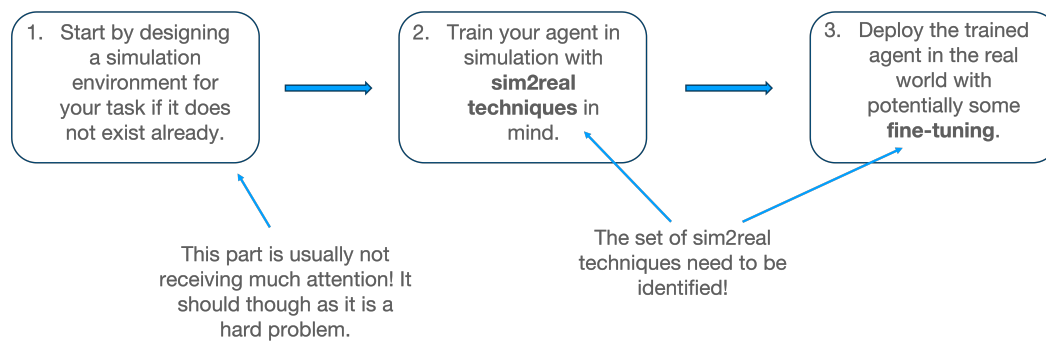 1. Start by designing
a simulation
environment for
your task if it does
not exist already.
2. Train your agent in
simulation with
sim2real
techniques in
mind.
3. Deploy the trained
agent in the real
world with
potentially some
fine-tuning.
This part is usually not
receiving much attention! It
should though as it is a
hard problem.
The set of sim2real
techniques need to be
identified!